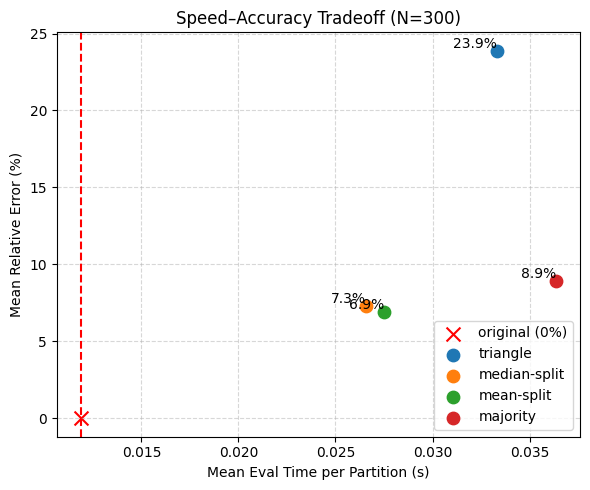 Speed–Accuracy Tradeoff (N=300)
Mean Relative Error (%)
25
20
15
10
5
0
23.9%
8.9%
7.3%
6.9%
original (0%)
triangle
median-split
mean-split
majority
0.015
0.020
0.025
0.030
0.035
Mean Eval Time per Partition (s)